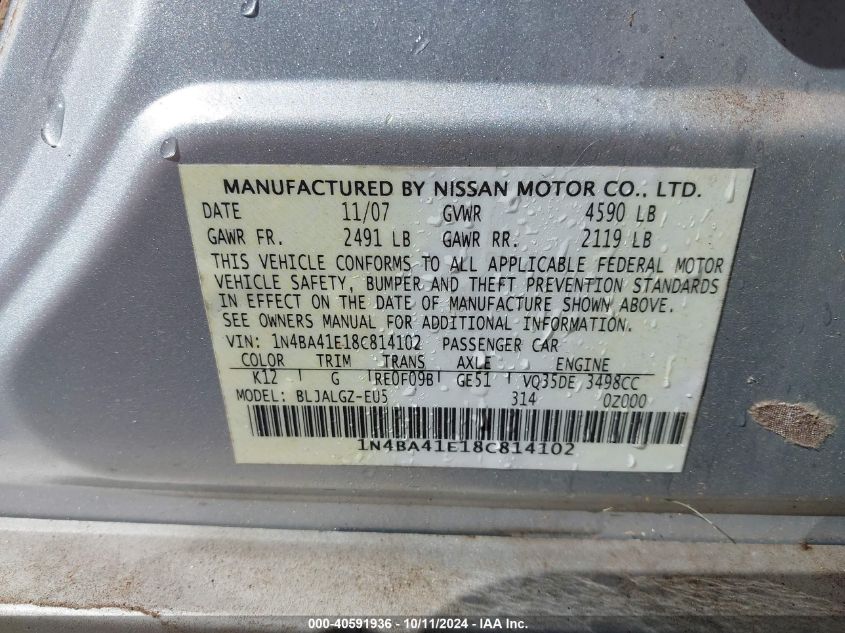 MANUFACTURED BY NISSAN MOTOR CO., LTD.
DATE 11/07 GVWR 4590 LB
GAWR FR. 2491 LB GAWR RR. 2119 LB
THIS VEHICLE CONFORMS TO ALL APPLICABLE FEDERAL MOTOR
VEHICLE SAFETY, BUMPER AND THEFT PREVENTION STANDARDS
IN EFFECT ON THE DATE OF MANUFACTURE SHOWN ABOVE.
SEE OWNERS MANUAL FOR ADDITIONAL INFORMATION.
VIN: 1N4BA41E18C814102 PASSENGER CAR
COLOR TRIM TRANS AXLE ENGINE
K12 G RE0F09B GE51 VQ35DE 3498CC
MODEL: BLJALGZ-EU5 314 0Z000
1N4BA41E18C814102
000-40591936 - 10/11/2024 - IAA Inc.